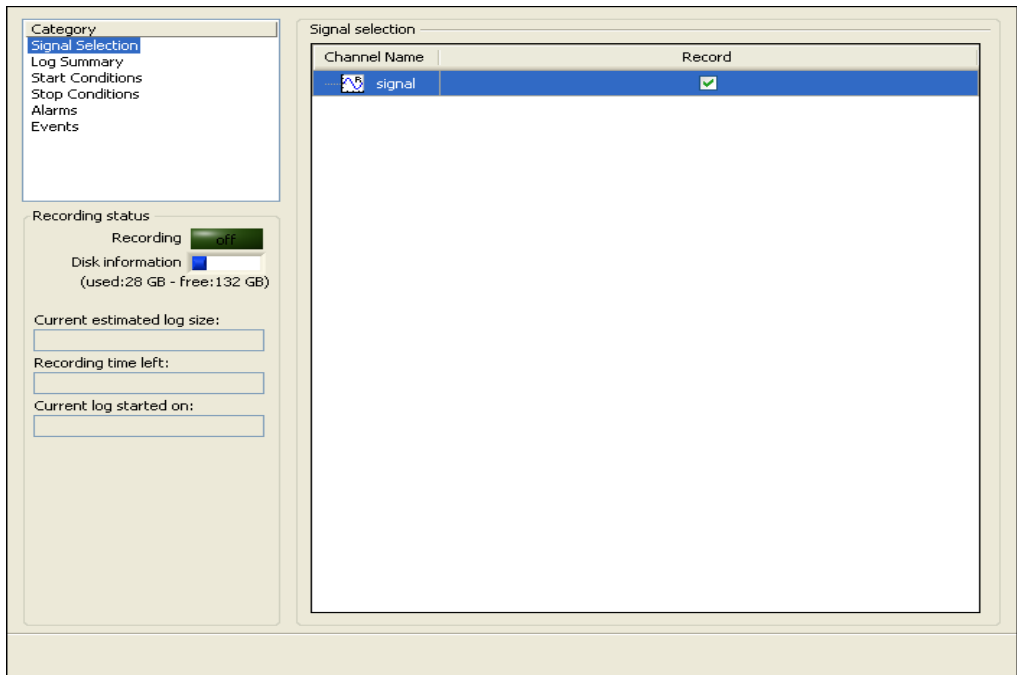 Category
Signal Selection
Log Summary
Start Conditions
Stop Conditions
Alarms
Events
Recording status
Recording off
Disk information
(used:28 GB - free:132 GB)
Current estimated log size:
Recording time left:
Current log started on:
Signal selection
Channel Name Record
signal